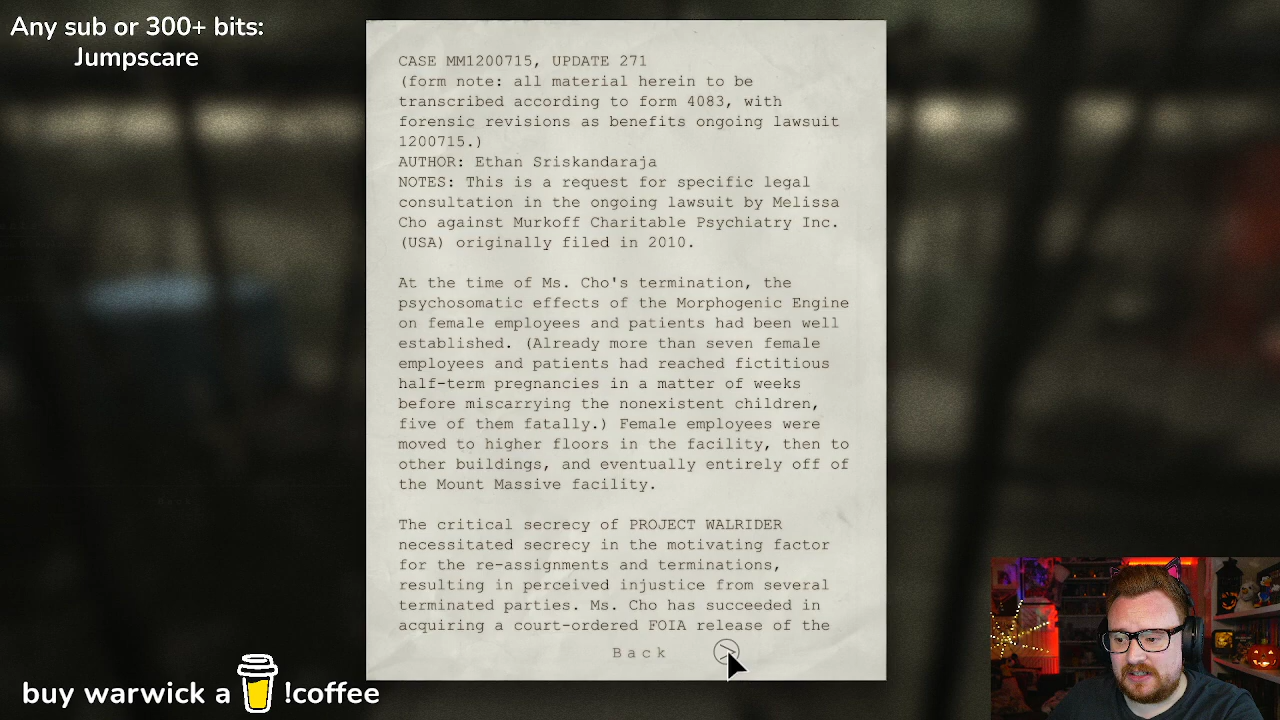 Any sub or 300+ bits:
Jumpscare
CASE MM1200715, UPDATE 271
(form note: all material herein to be
transcribed according to form 4083, with
forensic revisions as benefits ongoing lawsuit
1200715.)
AUTHOR: Ethan Sriskandaraja
NOTES: This is a request for specific legal
consultation in the ongoing lawsuit by Melissa
Cho against Murkoff Charitable Psychiatry Inc.
(USA) originally filed in 2010.
At the time of Ms. Cho's termination, the
psychosomatic effects of the Morphogenic Engine
on female employees and patients had been well
established. (Already more than seven female
employees and patients had reached fictitious
half-term pregnancies in a matter of weeks
before miscarrying the nonexistent children,
five of them fatally.) Female employees were
moved to higher floors in the facility, then to
other buildings, and eventually entirely off of
the Mount Massive facility.
The critical secrecy of PROJECT WALRIDER
necessitated secrecy in the motivating factor
for the re-assignments and terminations,
resulting in perceived injustice from several
terminated parties. Ms. Cho has succeeded in
acquiring a court-ordered FOIA release of the
Back
buy warwick a !coffee